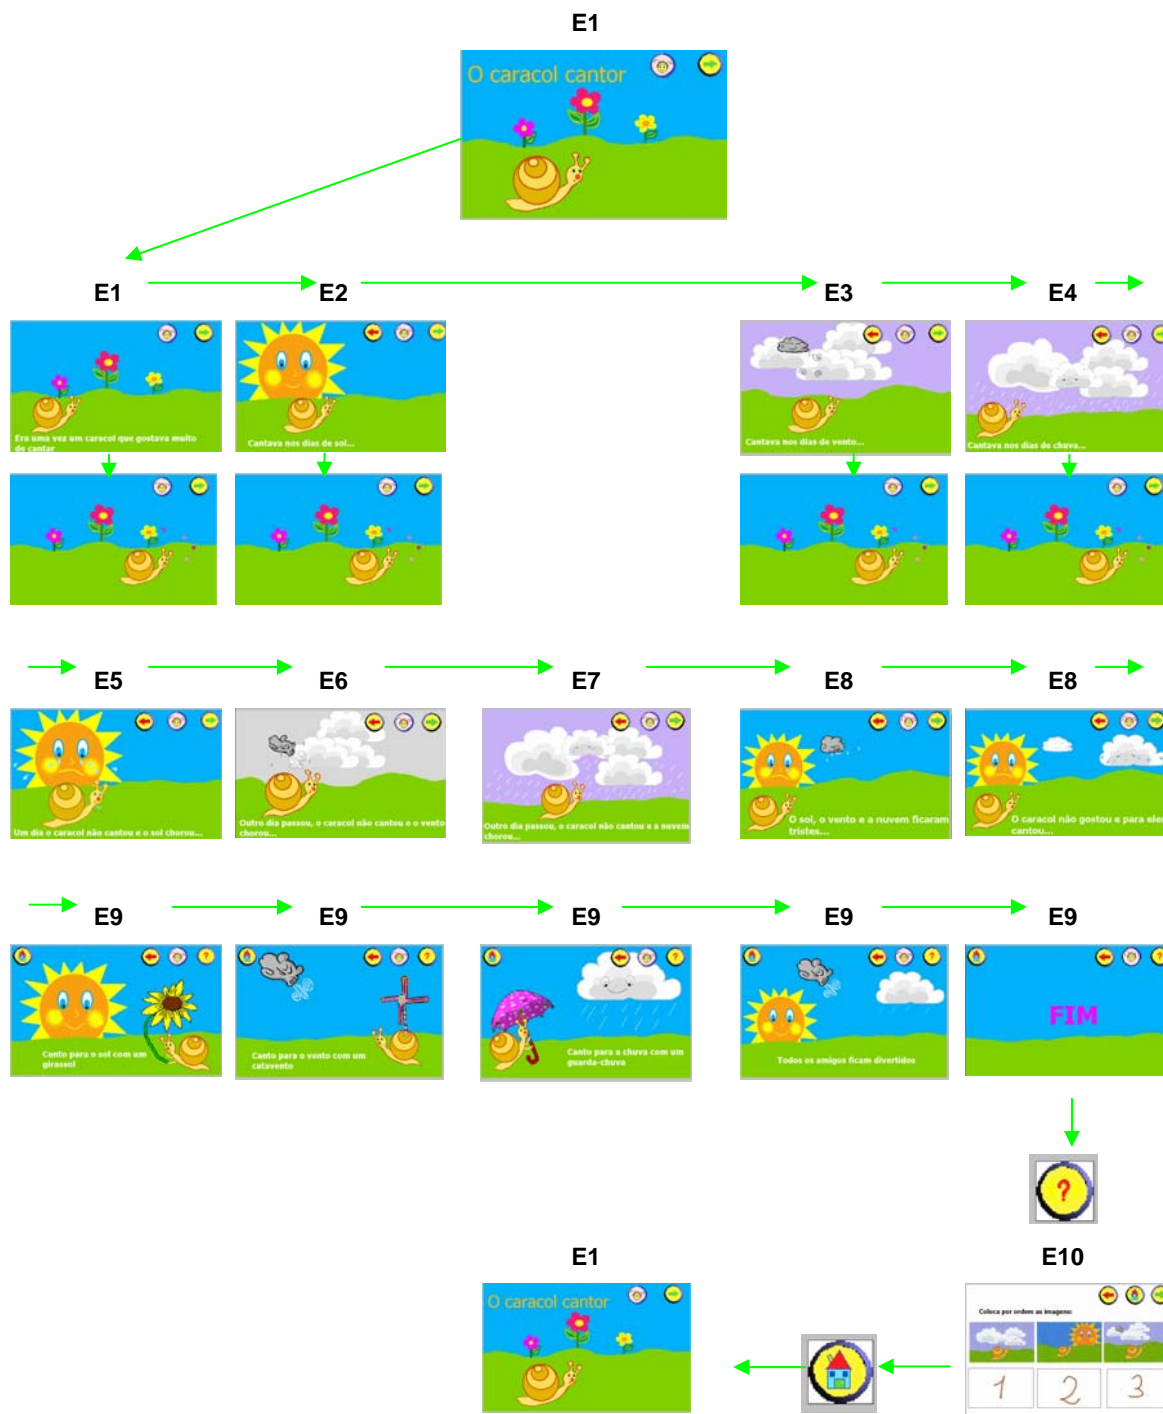 E1
O caracol cantor
E1
E2
E3
E4
Era uma vez um caracol que gostava muito
de cantar
Cantava nos dias de sol...
Cantava nos dias de vento...
Cantava nos dias de chuva...
E5
E6
E7
E8
E8
Um dia o caracol não cantou e o sol chorou...
Outro dia passou, o caracol não cantou e o vento
chorou...
Outro dia passou, o caracol não cantou e a nuvem
chorou...
O sol, o vento e a nuvem ficaram
tristes...
O caracol não gostou e para eles
cantou...
E9
E9
E9
E9
E9
?
?
?
?
?
Canto para o sol com um
girassol
Canto para o vento com um
catavento
Canto para a chuva com um
guarda-chuva
Todos os amigos ficam divertidos
FIM
?
E1
E10
O caracol cantor
Coloca por ordem as imagens:
1 2 3